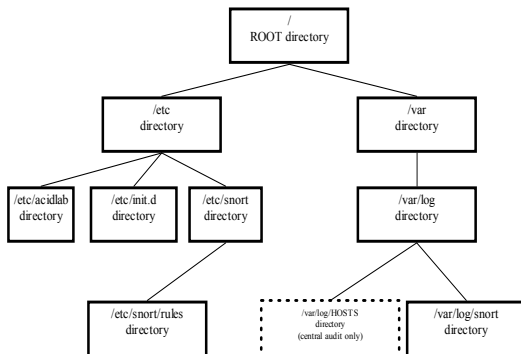 /
ROOT directory
/etc
directory
/var
directory
/etc/acidlab
directory
/etc/init.d
directory
/etc/snort
directory
/var/log
directory
/etc/snort/rules
directory
/var/log/HOSTS
directory
(central audit only)
/var/log/snort
directory